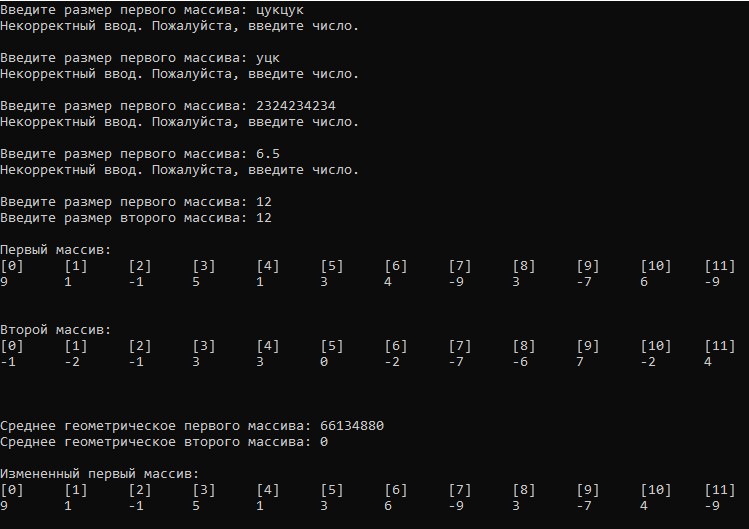 Введите размер первого массива: цукцук
Некорректный ввод. Пожалуйста, введите число.
Введите размер первого массива: уцк
Некорректный ввод. Пожалуйста, введите число.
Введите размер первого массива: 2324234234
Некорректный ввод. Пожалуйста, введите число.
Введите размер первого массива: 6.5
Некорректный ввод. Пожалуйста, введите число.
Введите размер первого массива: 12
Введите размер второго массива: 12
Первый массив:
[0] [1] [2] [3] [4] [5] [6] [7] [8] [9] [10] [11]
9 1 -1 5 1 3 4 -9 3 -7 6 -9
Второй массив:
[0] [1] [2] [3] [4] [5] [6] [7] [8] [9] [10] [11]
-1 -2 -1 3 3 0 -2 -7 -6 7 -2 4
Среднее геометрическое первого массива: 66134880
Среднее геометрическое второго массива: 0
Измененный первый массив:
[0] [1] [2] [3] [4] [5] [6] [7] [8] [9] [10] [11]
9 1 -1 5 1 3 6 -9 3 -7 4 -9